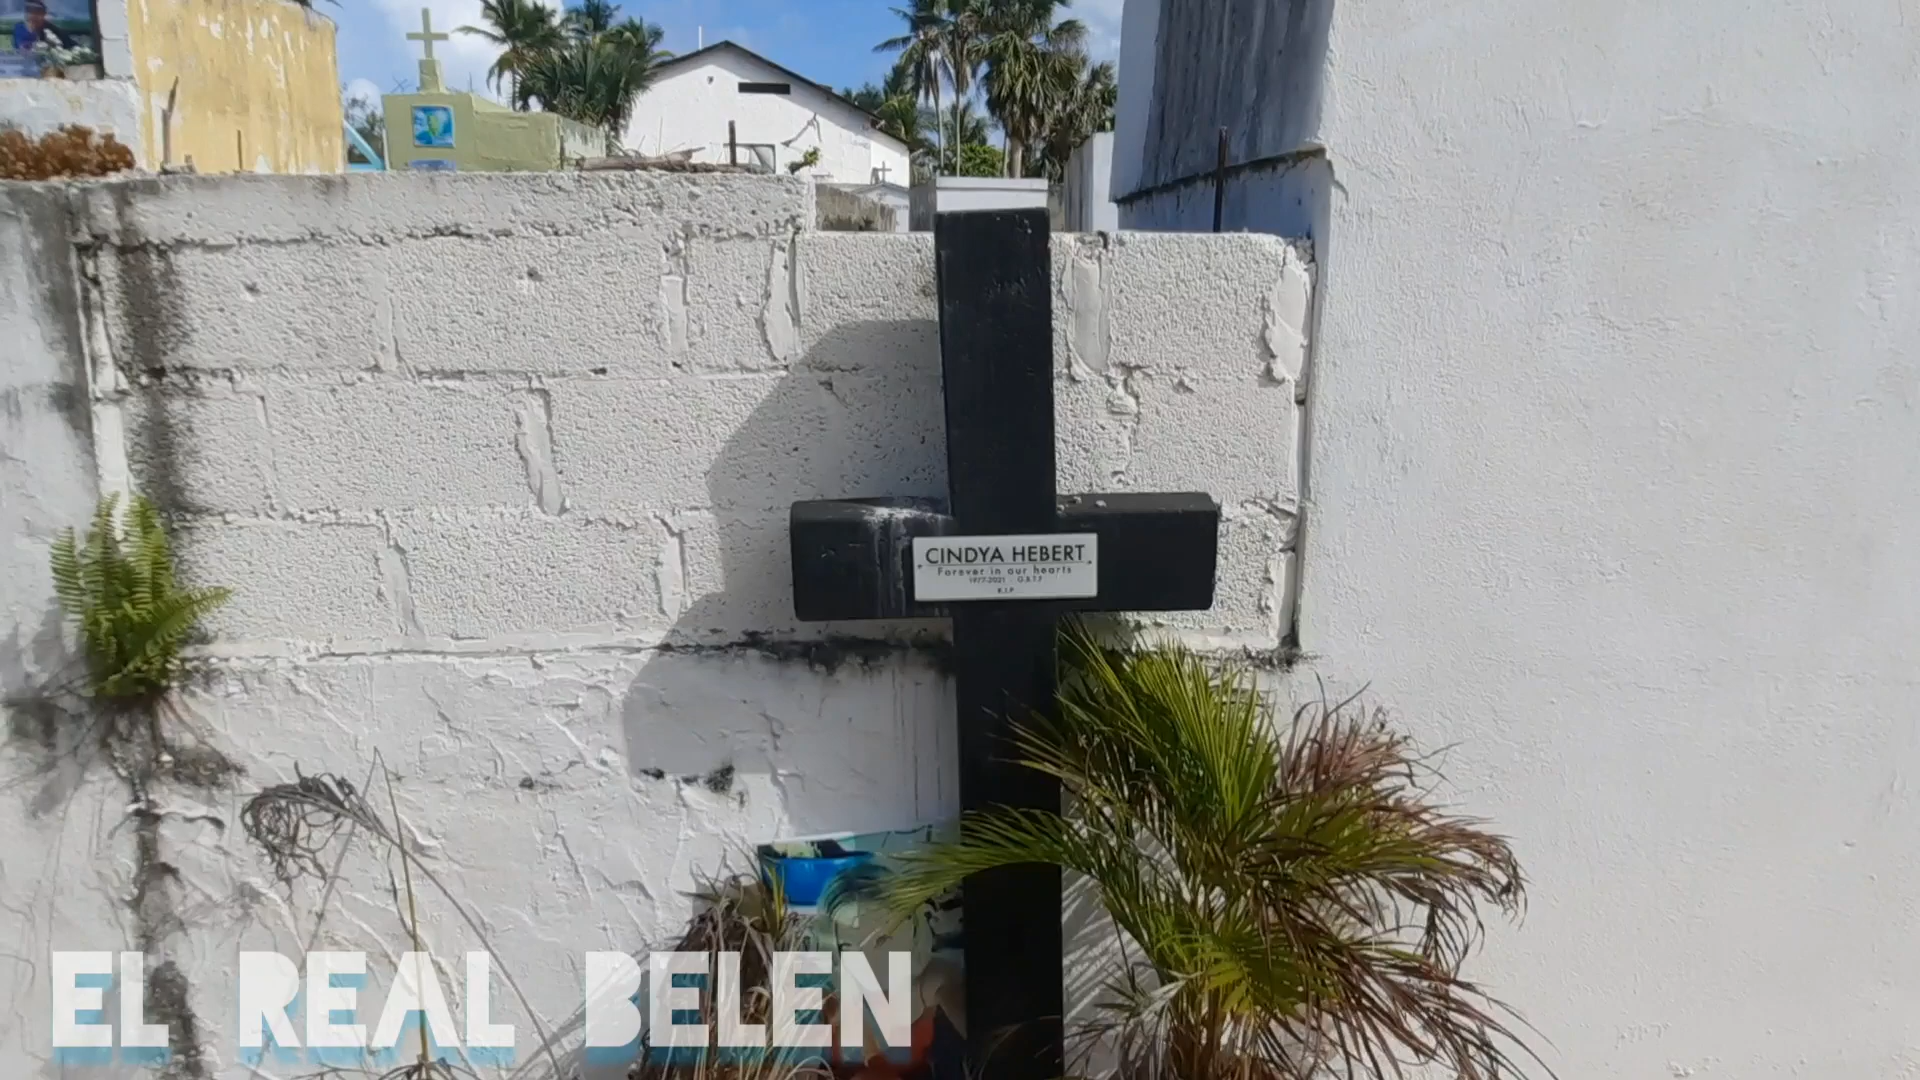 CINDYA HEBERT
Forever in our hearts
1977-2021
R.I.P
EL REAL BELEN